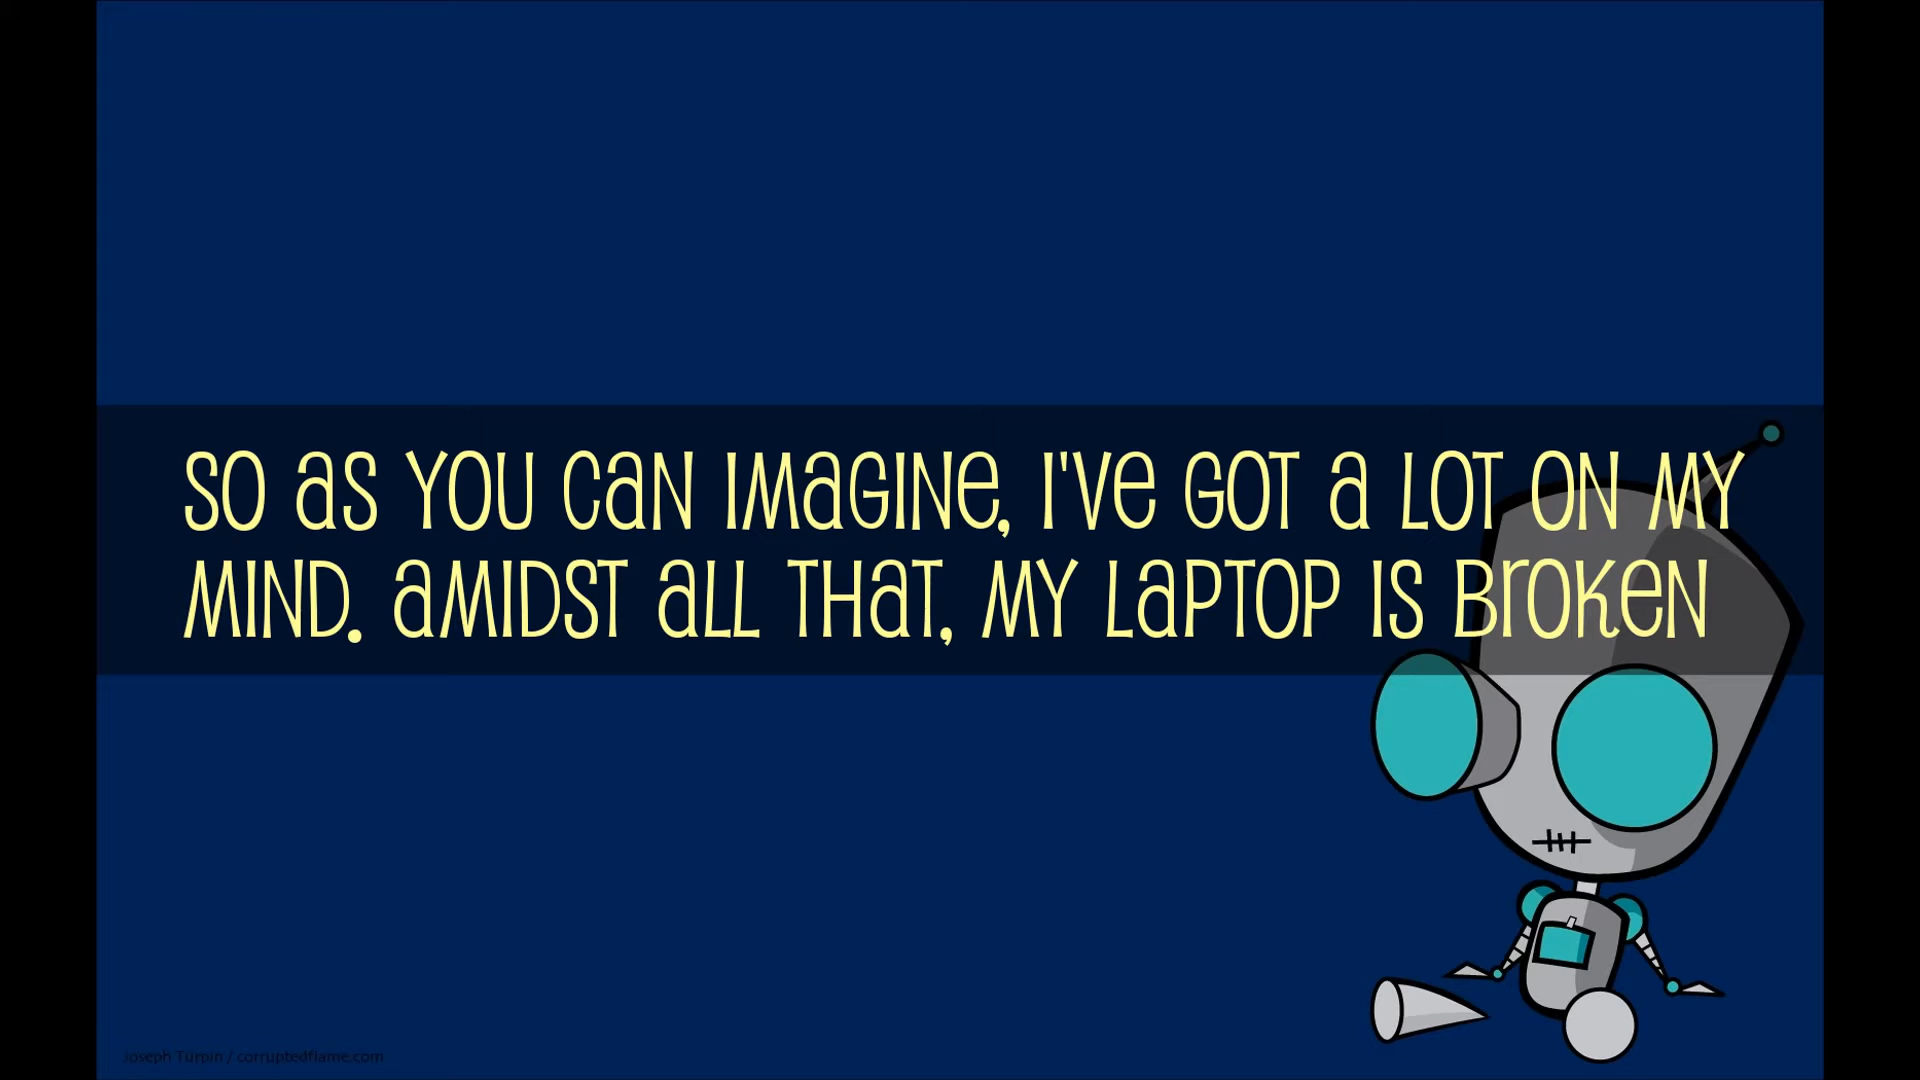 So as you can imagine, I've got a lot on my
mind. Amidst all that, my laptop is broken
Joseph Turpin / corruptedflame.com